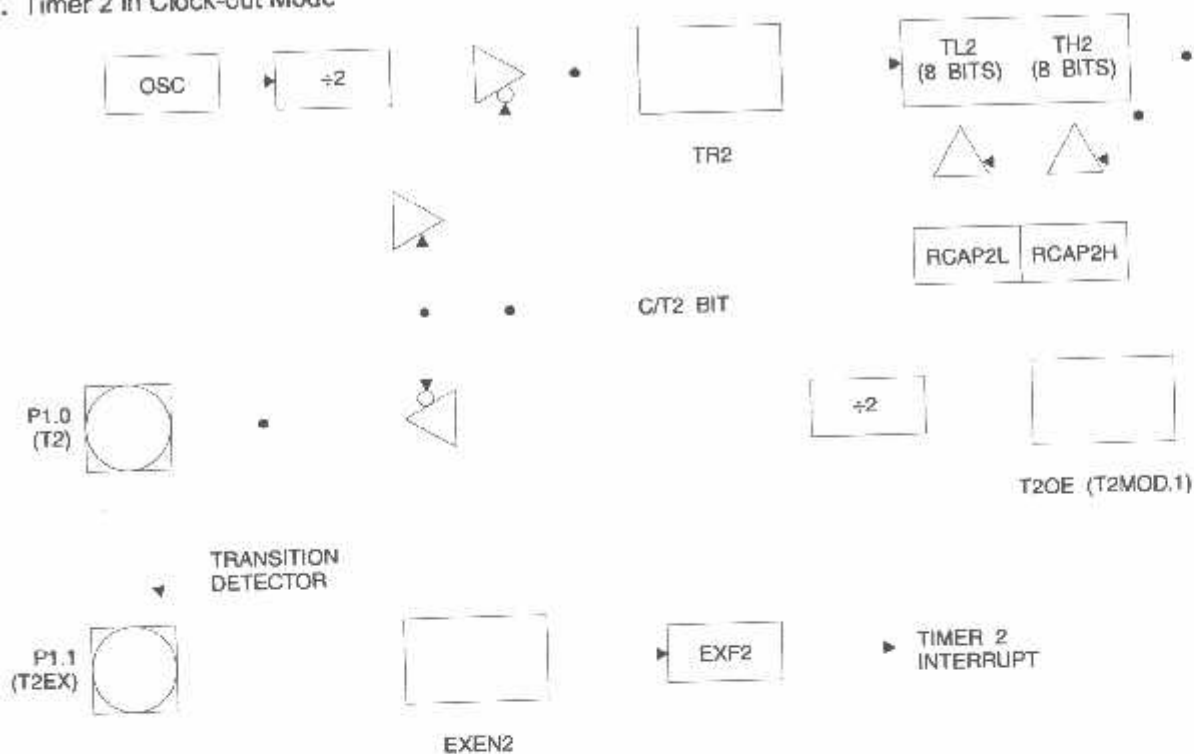 . Timer 2 in Clock-out Mode
OSC
÷2
TL2
(8 BITS)
TH2
(8 BITS)
TR2
RCAP2L
RCAP2H
C/T2 BIT
P1.0
(T2)
÷2
T2OE (T2MOD.1)
TRANSITION
DETECTOR
P1.1
(T2EX)
EXF2
TIMER 2
INTERRUPT
EXEN2